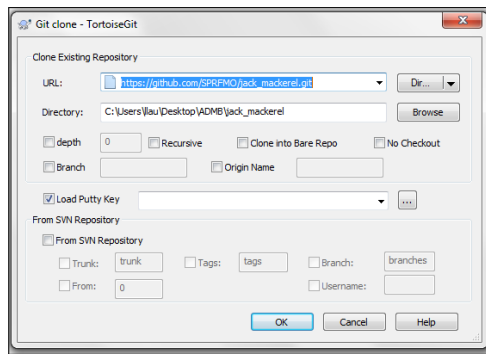 Git clone - TortoiseGit
Clone Existing Repository
URL: https://github.com/SPRFMO/jack_mackerel.git Dir...
Directory: C:\Users\llau\Desktop\ADMB\jack_mackerel Browse
depth 0 Recursive Clone into Bare Repo No Checkout
Branch Origin Name
Load Putty Key ...
From SVN Repository
From SVN Repository
Trunk: trunk Tags: tags Branch: branches
From: 0 Username:
OK Cancel Help